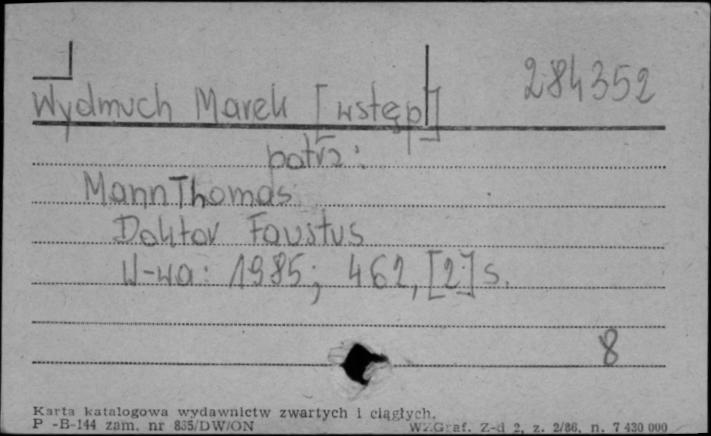 284352
Wydmuch Marek [wstęp]
patrz:
Mann Thomas
Doktor Faustus
W-wa: 1985; 462, [2] s.
8
Karta katalogowa wydawnictw zwartych i ciągłych.
P -B-144 zam. nr 835/DW/ON WZGraf. Z-d 2, z. 2/86, n. 7 430 000